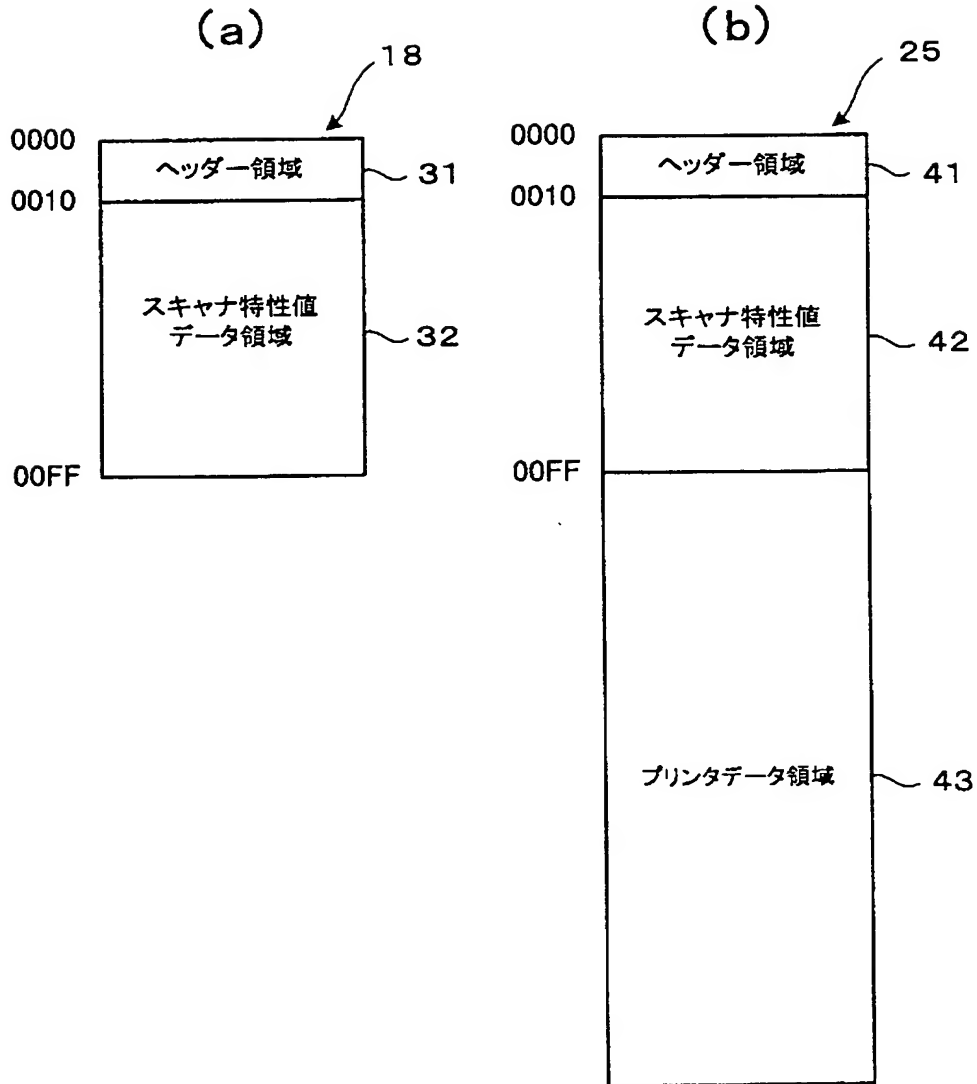 (a)
18
0000
ヘッダー領域
31
0010
スキャナ特性値
データ領域
32
00FF
(b)
25
0000
ヘッダー領域
41
0010
スキャナ特性値
データ領域
42
00FF
プリンタデータ領域
43